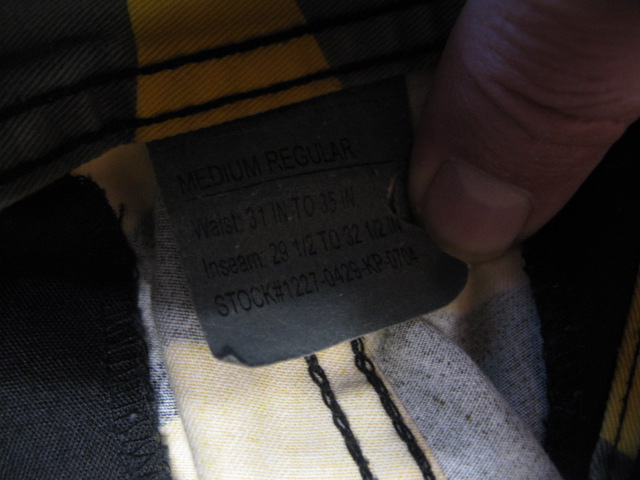 MEDIUM REGULAR
Waist: 31 IN TO 35 IN
Inseam: 29 1/2 TO 32 1/2 IN
STOCK#1227-0429-KP-0704